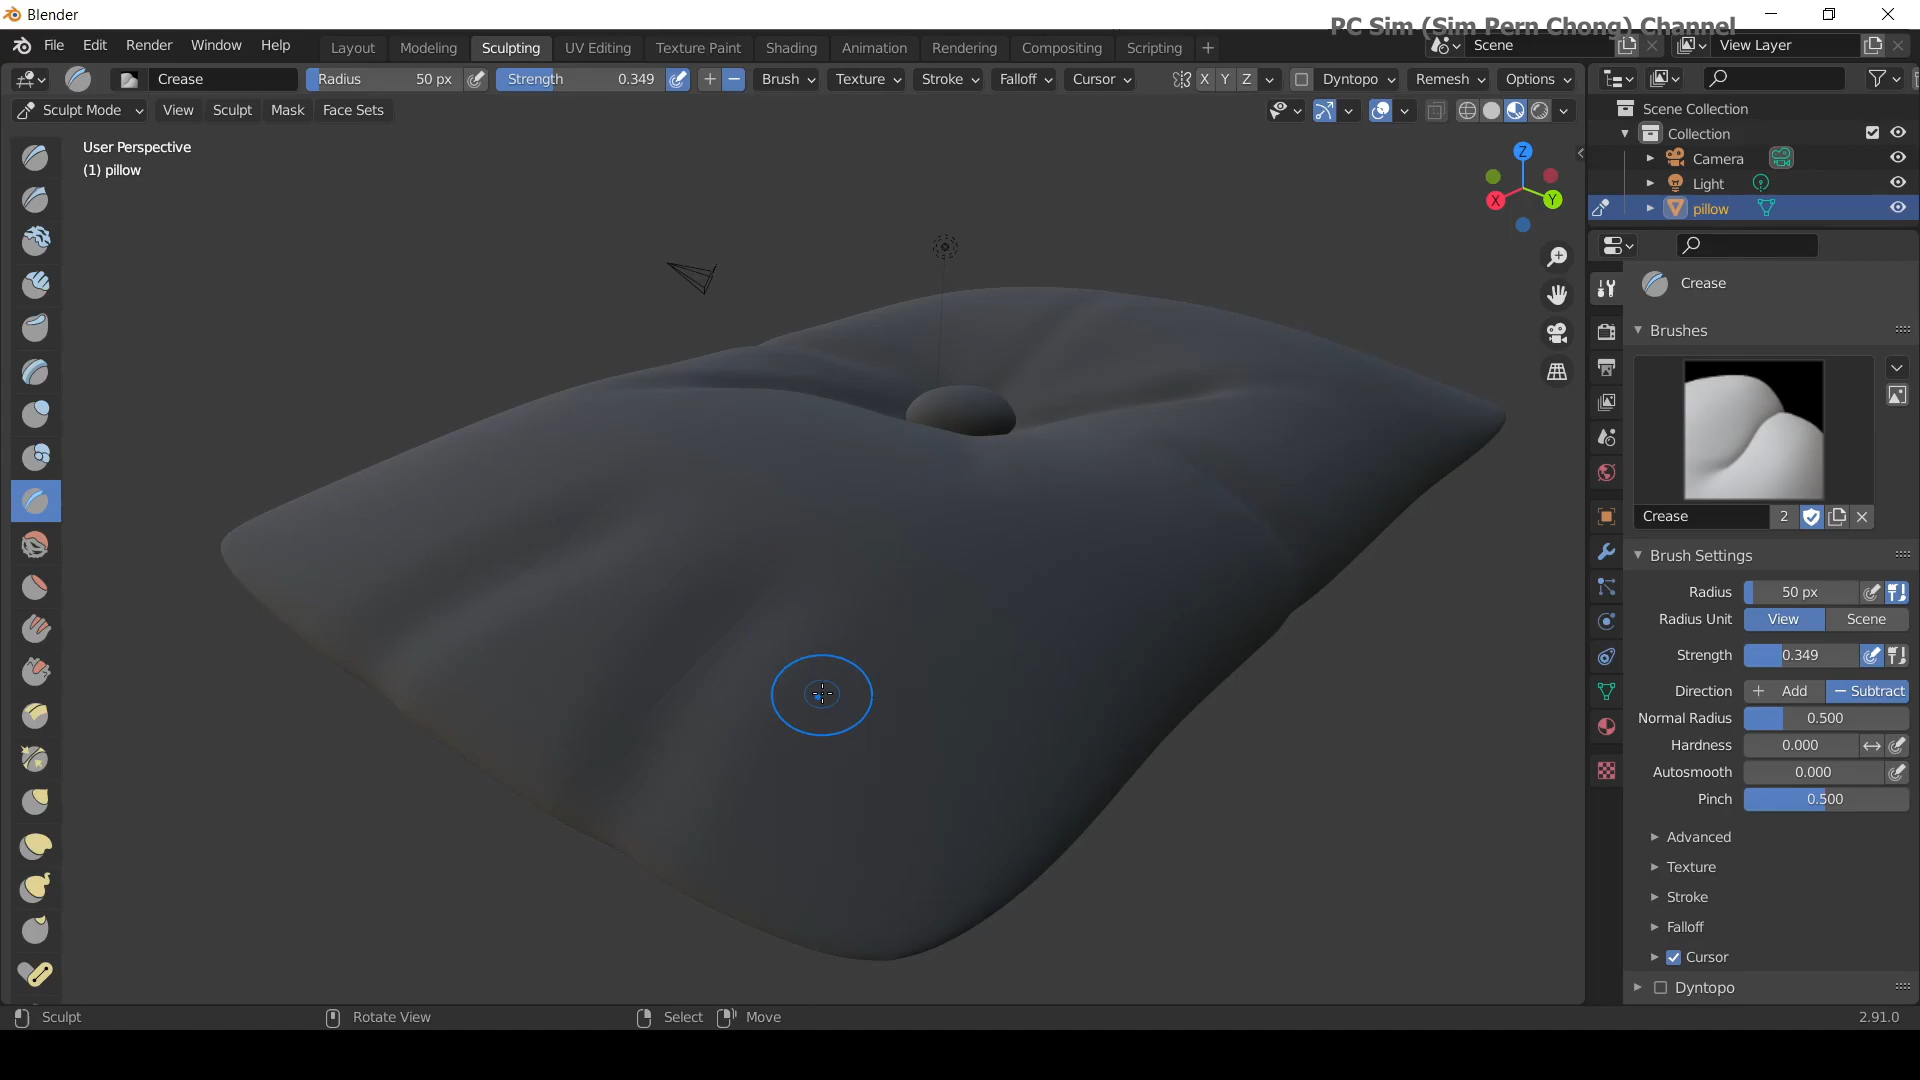 Blender
PC Sim (Sim Pern Chong) Channel
File Edit Render Window Help
Layout Modeling Sculpting UV Editing Texture Paint Shading Animation Rendering Compositing Scripting +
Scene
View Layer
Crease
Radius 50 px
Strength 0.349
+ −
Brush Texture Stroke Falloff Cursor
X Y Z
Dyntopo Remesh Options
Sculpt Mode View Sculpt Mask Face Sets
User Perspective
(1) pillow
Z
X
Y
Scene Collection
Collection
Camera
Light
pillow
Crease
Brushes
Crease 2
Brush Settings
Radius 50 px
Radius Unit View Scene
Strength 0.349
Direction + Add − Subtract
Normal Radius 0.500
Hardness 0.000
Autosmooth 0.000
Pinch 0.500
Advanced
Texture
Stroke
Falloff
Cursor
Dyntopo
Sculpt
Rotate View
Select
Move
2.91.0